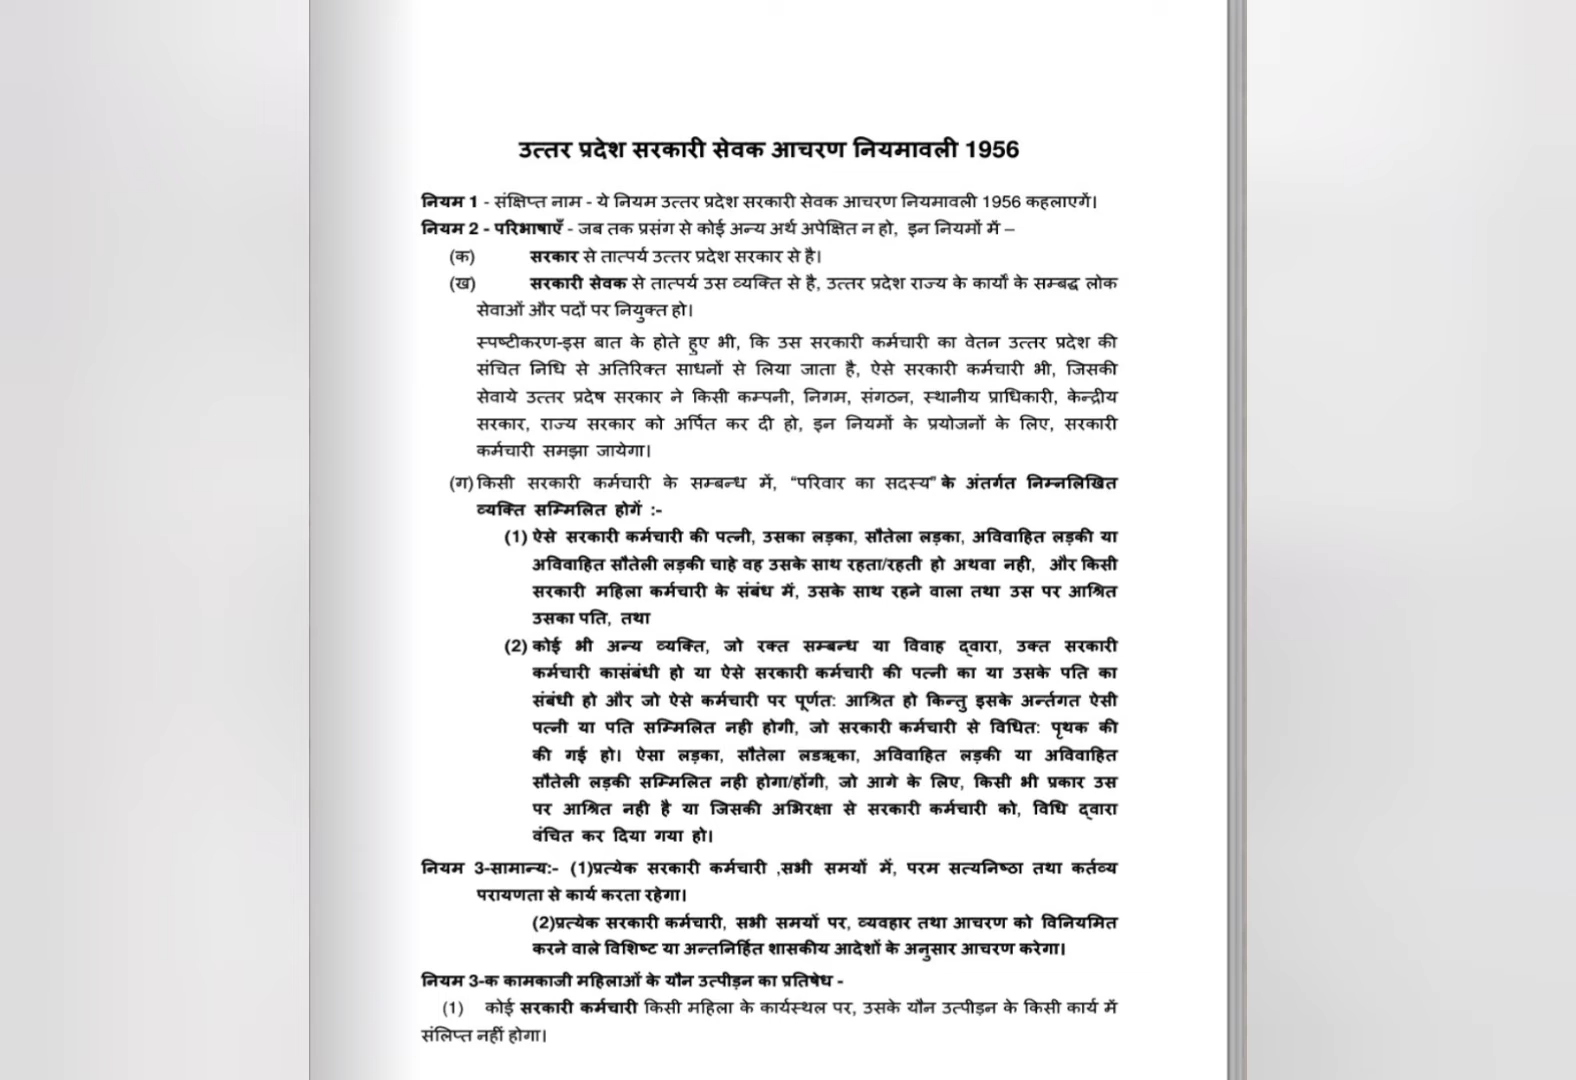 उत्तर प्रदेश सरकारी सेवक आचरण नियमावली 1956
नियम 1 - संक्षिप्त नाम - ये नियम उत्तर प्रदेश सरकारी सेवक आचरण नियमावली 1956 कहलाएगें।
नियम 2 - परिभाषाएँ - जब तक प्रसंग से कोई अन्य अर्थ अपेक्षित न हो, इन नियमों में –
(क) सरकार से तात्पर्य उत्तर प्रदेश सरकार से है।
(ख) सरकारी सेवक से तात्पर्य उस व्यक्ति से है, उत्तर प्रदेश राज्य के कार्यों के सम्बद्ध लोक
सेवाओं और पदों पर नियुक्त हो।
स्पष्टीकरण-इस बात के होते हुए भी, कि उस सरकारी कर्मचारी का वेतन उत्तर प्रदेश की
संचित निधि से अतिरिक्त साधनों से लिया जाता है, ऐसे सरकारी कर्मचारी भी, जिसकी
सेवाये उत्तर प्रदेष सरकार ने किसी कम्पनी, निगम, संगठन, स्थानीय प्राधिकारी, केन्द्रीय
सरकार, राज्य सरकार को अर्पित कर दी हो, इन नियमों के प्रयोजनों के लिए, सरकारी
कर्मचारी समझा जायेगा।
(ग) किसी सरकारी कर्मचारी के सम्बन्ध में, “परिवार का सदस्य” के अंतर्गत निम्नलिखित
व्यक्ति सम्मिलित होगें :-
(1) ऐसे सरकारी कर्मचारी की पत्नी, उसका लड़का, सौतेला लड़का, अविवाहित लड़की या
अविवाहित सौतेली लड़की चाहे वह उसके साथ रहता/रहती हो अथवा नही, और किसी
सरकारी महिला कर्मचारी के संबंध में, उसके साथ रहने वाला तथा उस पर आश्रित
उसका पति, तथा
(2) कोई भी अन्य व्यक्ति, जो रक्त सम्बन्ध या विवाह द्वारा, उक्त सरकारी
कर्मचारी कासंबंधी हो या ऐसे सरकारी कर्मचारी की पत्नी का या उसके पति का
संबंधी हो और जो ऐसे कर्मचारी पर पूर्णत: आश्रित हो किन्तु इसके अर्न्तगत ऐसी
पत्नी या पति सम्मिलित नही होगी, जो सरकारी कर्मचारी से विधित: पृथक की
की गई हो। ऐसा लड़का, सौतेला लडऋका, अविवाहित लड़की या अविवाहित
सौतेली लड़की सम्मिलित नही होगा/होंगी, जो आगे के लिए, किसी भी प्रकार उस
पर आश्रित नही है या जिसकी अभिरक्षा से सरकारी कर्मचारी को, विधि द्वारा
वंचित कर दिया गया हो।
नियम 3-सामान्य:- (1)प्रत्येक सरकारी कर्मचारी ,सभी समयों में, परम सत्यनिष्ठा तथा कर्तव्य
परायणता से कार्य करता रहेगा।
(2)प्रत्येक सरकारी कर्मचारी, सभी समयों पर, व्यवहार तथा आचरण को विनियमित
करने वाले विशिष्ट या अन्तनिर्हित शासकीय आदेशों के अनुसार आचरण करेगा।
नियम 3-क कामकाजी महिलाओं के यौन उत्पीड़न का प्रतिषेध -
(1) कोई सरकारी कर्मचारी किसी महिला के कार्यस्थल पर, उसके यौन उत्पीड़न के किसी कार्य में
संलिप्त नहीं होगा।